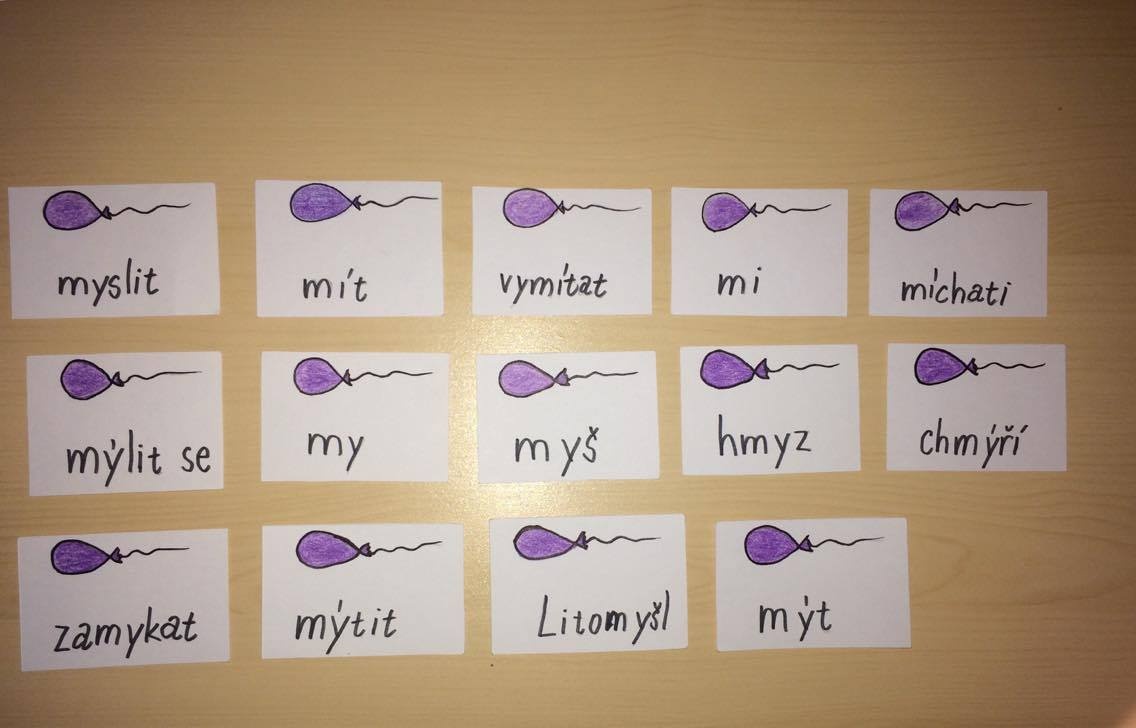 myslit
mít
vymítat
mi
míchati
mýlit se
my
myš
hmyz
chmýří
zamykat
mýtit
Litomyšl
mýt